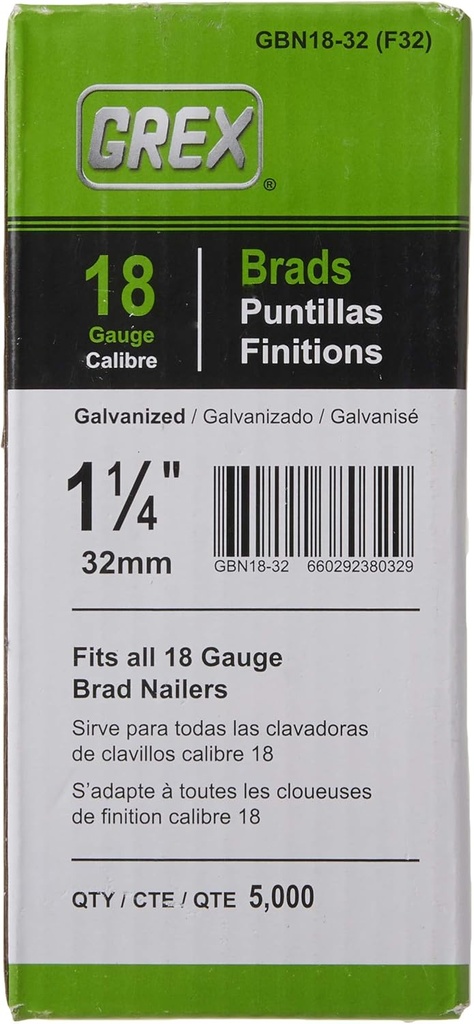 GBN18-32 (F32)
GREX®
18
Gauge
Calibre
Brads
Puntillas
Finitions
Galvanized / Galvanizado / Galvanisé
1¼"
32mm
GBN18-32 660292380329
Fits all 18 Gauge
Brad Nailers
Sirve para todas las clavadoras
de clavillos calibre 18
S'adapte à toutes les cloueuses
de finition calibre 18
QTY / CTE / QTE 5,000